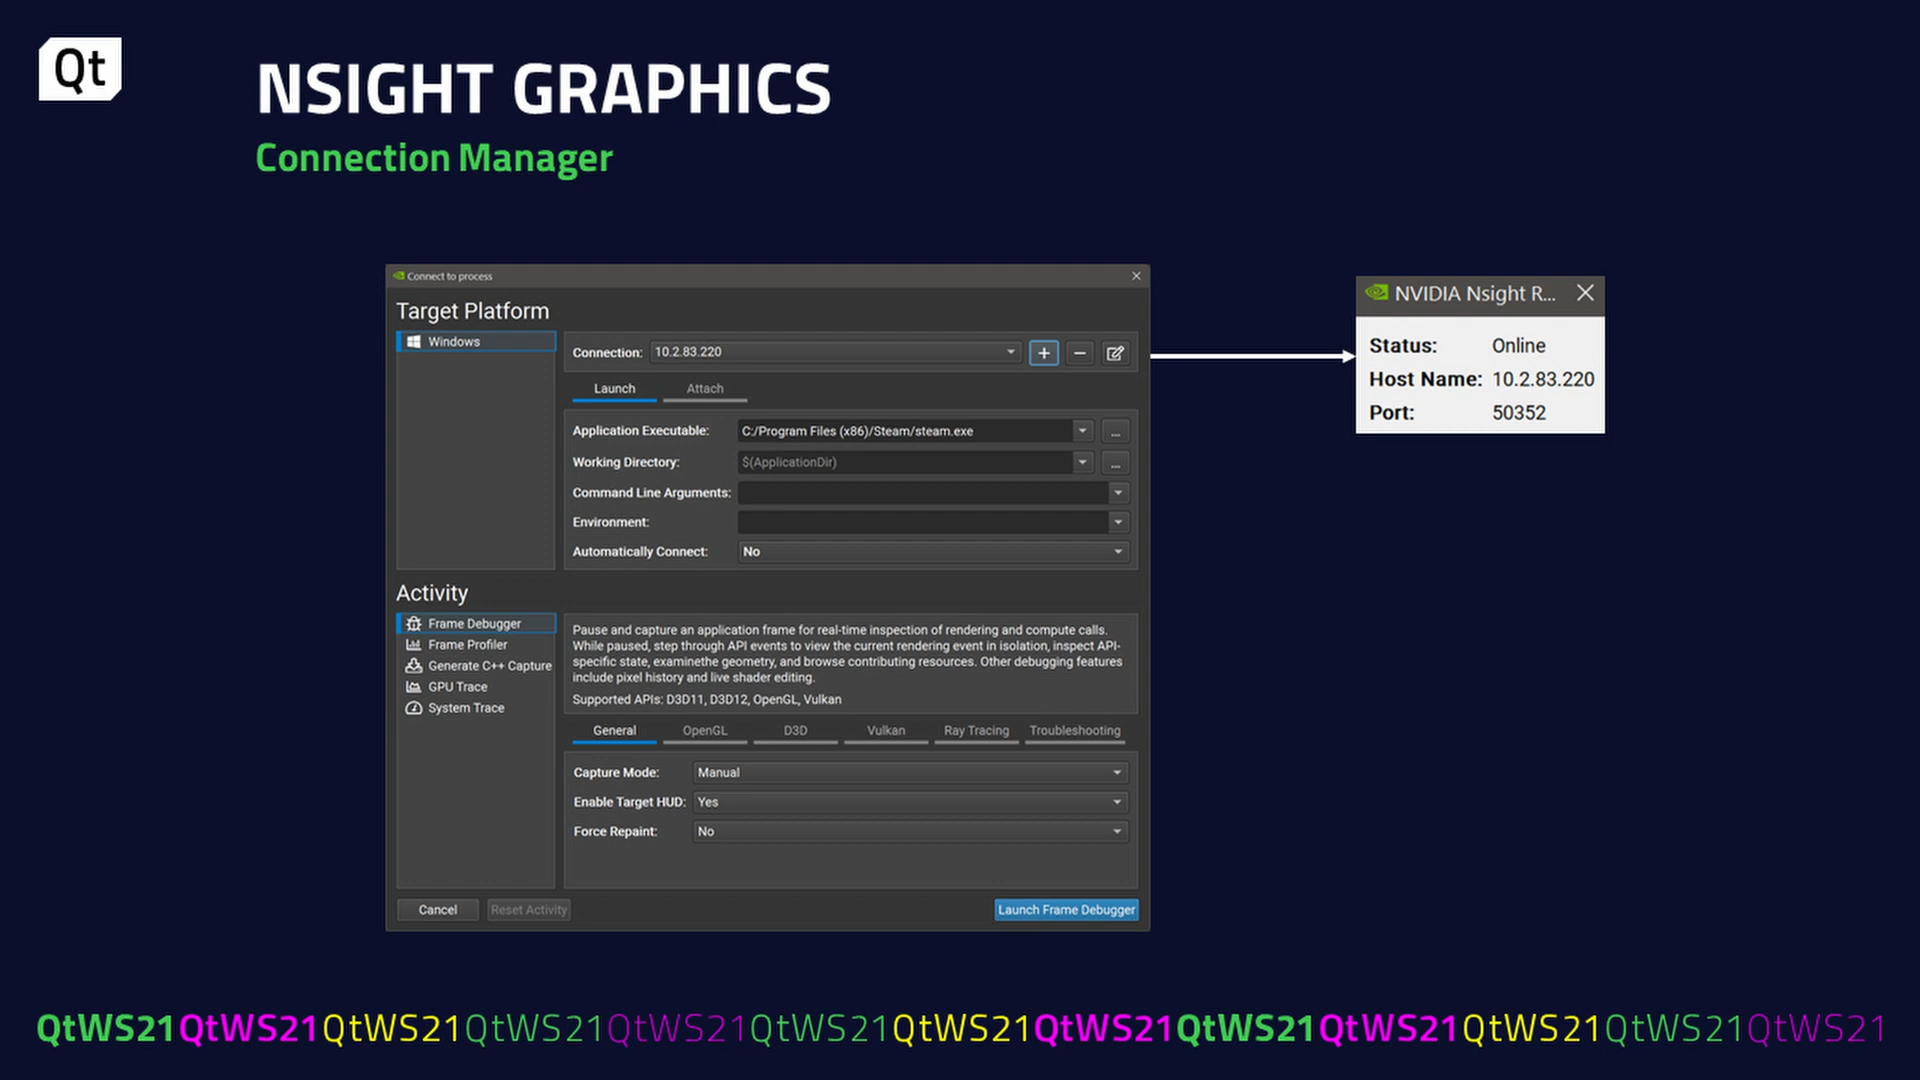 Qt
NSIGHT GRAPHICS
Connection Manager
Connect to process
Target Platform
Windows
Connection: 10.2.83.220
Launch Attach
Application Executable: C:/Program Files (x86)/Steam/steam.exe ...
Working Directory: $(ApplicationDir) ...
Command Line Arguments:
Environment:
Automatically Connect: No
NVIDIA Nsight R...
Status: Online
Host Name: 10.2.83.220
Port: 50352
Activity
Frame Debugger
Frame Profiler
Generate C++ Capture
GPU Trace
System Trace
Pause and capture an application frame for real-time inspection of rendering and compute calls.
While paused, step through API events to view the current rendering event in isolation, inspect API-
specific state, examinethe geometry, and browse contributing resources. Other debugging features
include pixel history and live shader editing.
Supported APIs: D3D11, D3D12, OpenGL, Vulkan
General OpenGL D3D Vulkan Ray Tracing Troubleshooting
Capture Mode: Manual
Enable Target HUD: Yes
Force Repaint: No
Cancel Reset Activity Launch Frame Debugger
QtWS21QtWS21QtWS21QtWS21QtWS21QtWS21QtWS21QtWS21QtWS21QtWS21QtWS21QtWS21QtWS21